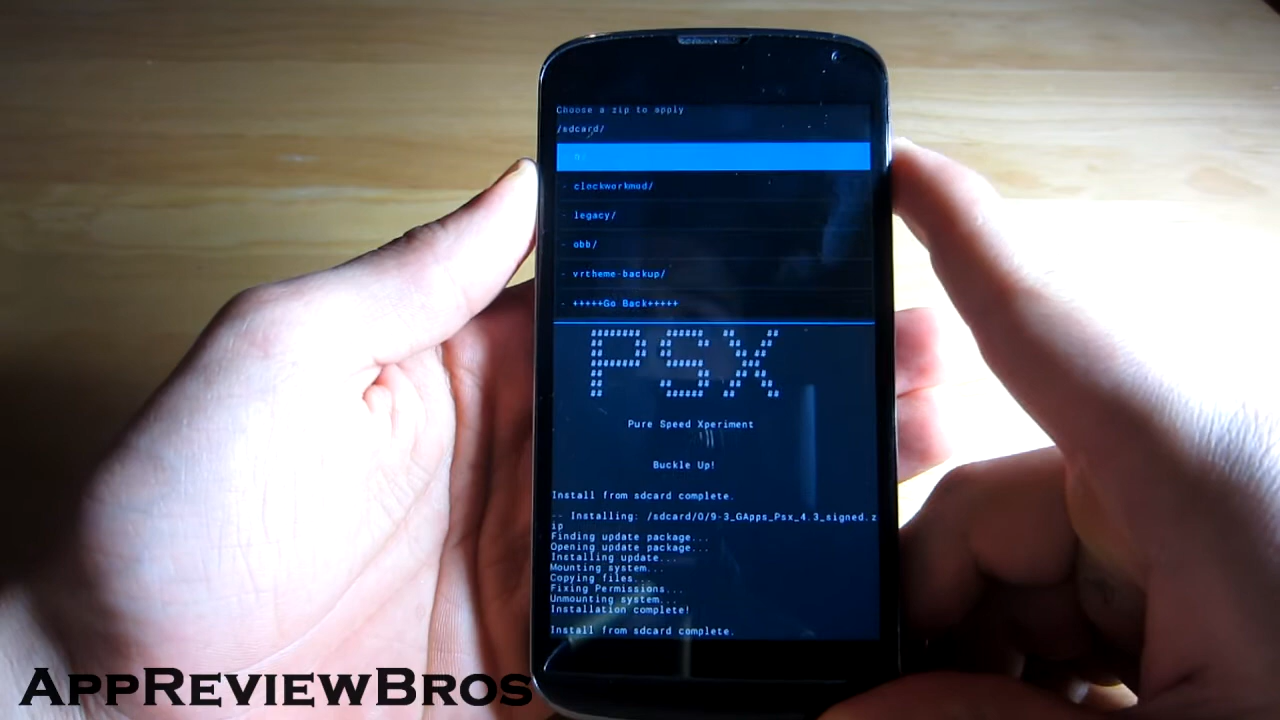 Choose a zip to apply
/sdcard/
- clockworkmod/
- legacy/
- obb/
- vrtheme-backup/
- +++++Go Back+++++
PSX
Pure Speed Xperiment
Buckle Up!
Install from sdcard complete.
-- Installing: /sdcard/0/9-3_GApps_Psx_4.3_signed.z
ip
Finding update package...
Opening update package...
Installing update...
Mounting system...
Copying files...
Fixing Permissions...
Unmounting system...
Installation complete!
Install from sdcard complete.
AppReviewBros